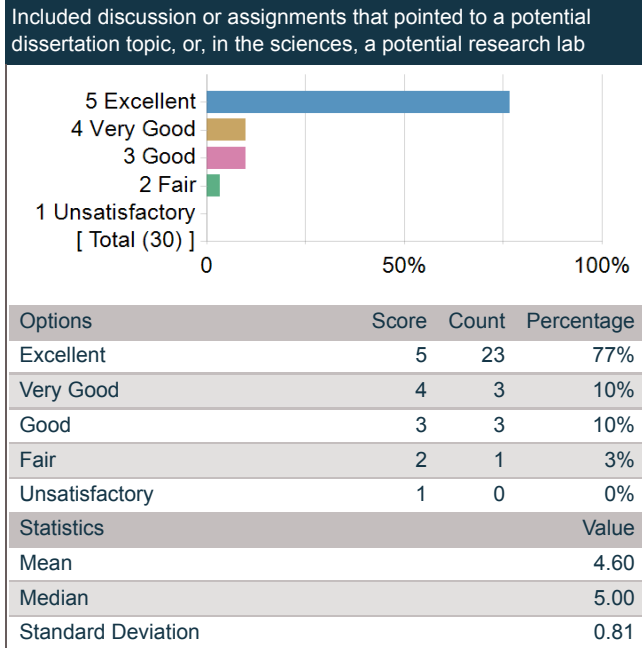 Included discussion or assignments that pointed to a potential
dissertation topic, or, in the sciences, a potential research lab
5 Excellent
4 Very Good
3 Good
2 Fair
1 Unsatisfactory
[ Total (30) ]
0 50% 100%
Options Score Count Percentage
Excellent 5 23 77%
Very Good 4 3 10%
Good 3 3 10%
Fair 2 1 3%
Unsatisfactory 1 0 0%
Statistics Value
Mean 4.60
Median 5.00
Standard Deviation 0.81